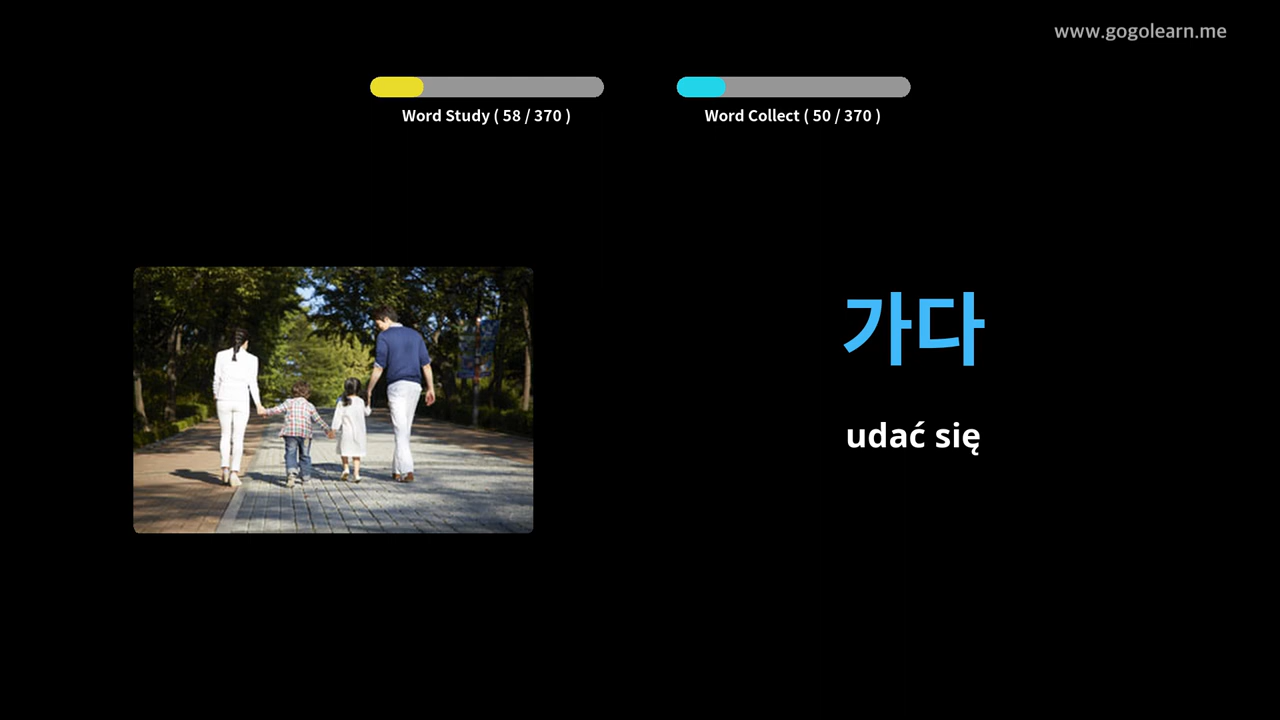 www.gogolearn.me
Word Study ( 58 / 370 )
Word Collect ( 50 / 370 )
가다
udać się